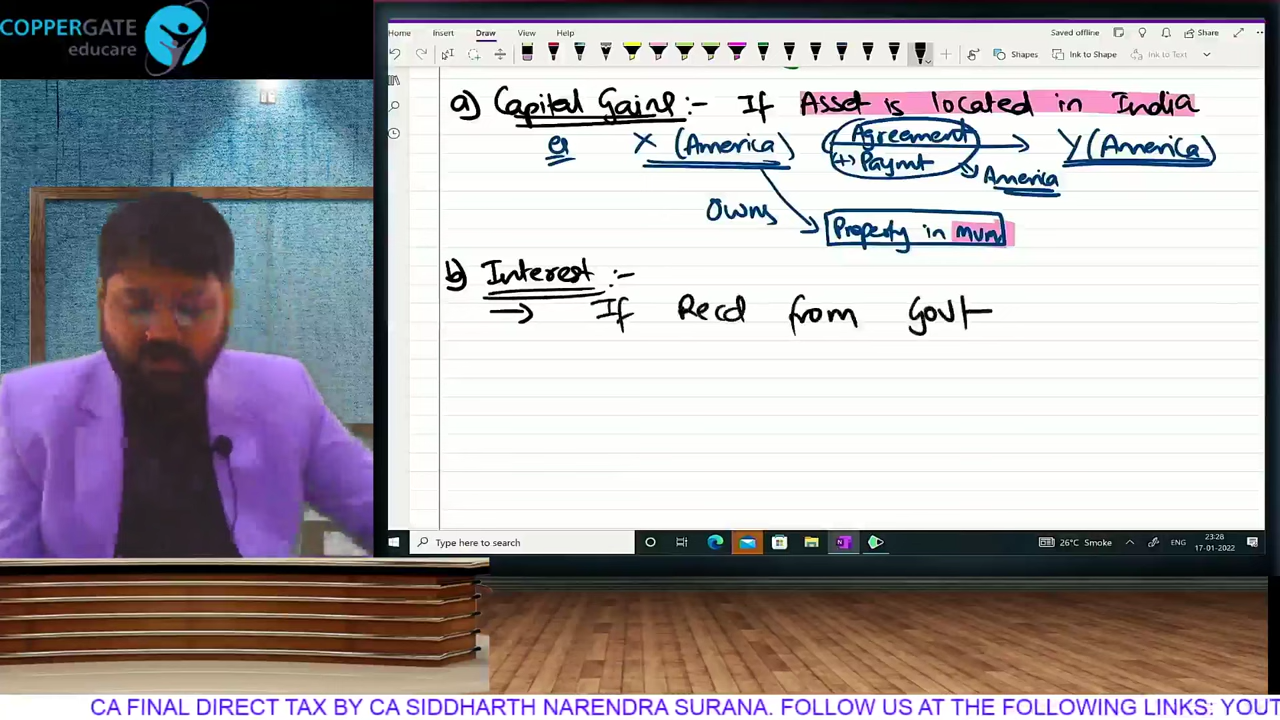 COPPERGATE
educare
Home Insert Draw View Help
Saved offline
Share
Shapes
Ink to Shape
Ink to Text
a) Capital Gains :- If Asset is located in India
eg X (America) Agreement Y (America)
(+) Paymt America
Owns
Property in mum
b) Interest :-
→ If Recd from Govt
Type here to search
26°C Smoke
ENG
23:28
17-01-2022
CA FINAL DIRECT TAX BY CA SIDDHARTH NARENDRA SURANA. FOLLOW US AT THE FOLLOWING LINKS: YOUT